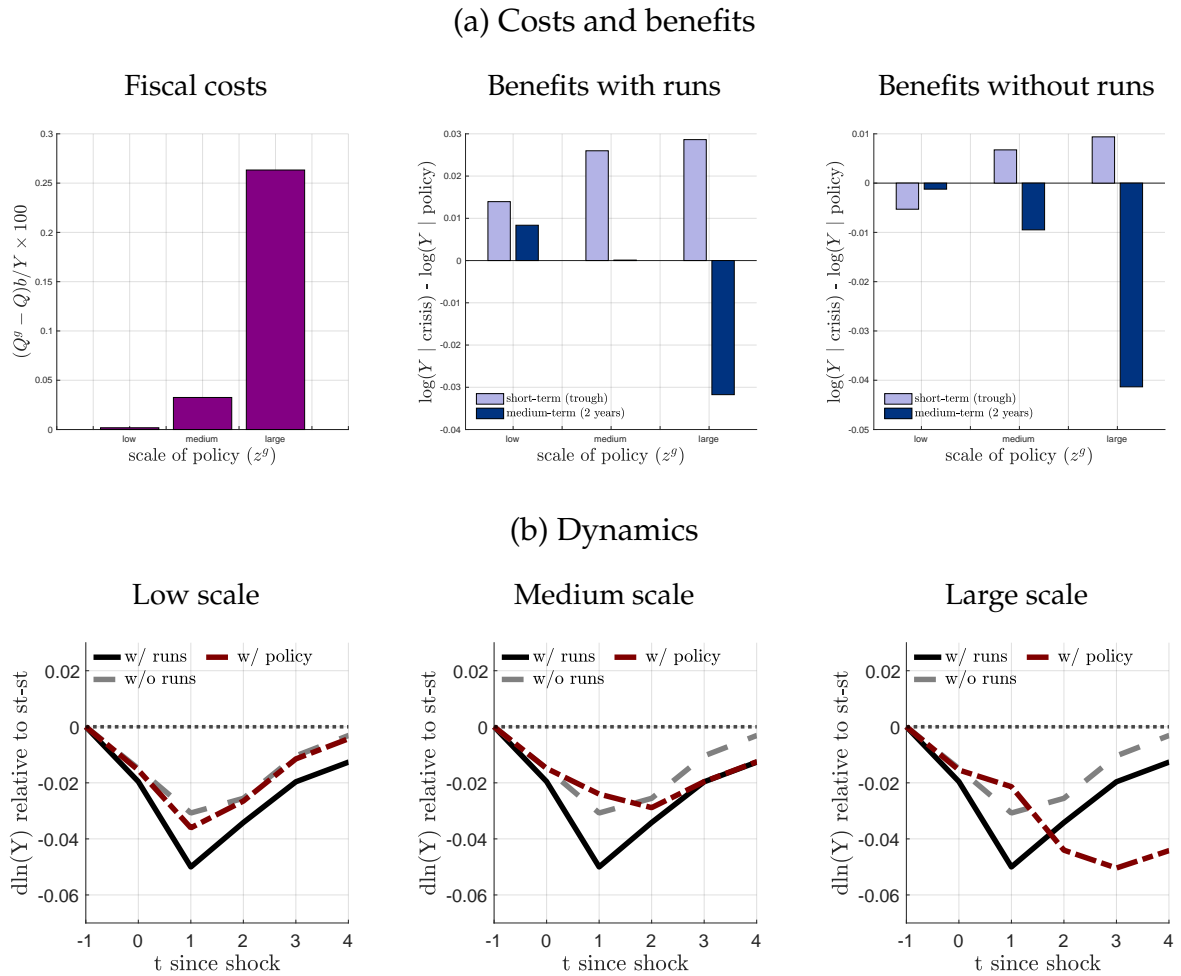 (a) Costs and benefits
Fiscal costs
Benefits with runs
Benefits without runs
0.3
0.25
0.2
0.15
0.1
0.05
0
(Q^g − Q)b/Y × 100
low
medium
large
scale of policy (z^g)
0.03
0.02
0.01
0
-0.01
-0.02
-0.03
-0.04
log(Y | crisis) - log(Y | policy)
short-term (trough)
medium-term (2 years)
low
medium
large
scale of policy (z^g)
0.01
0
-0.01
-0.02
-0.03
-0.04
-0.05
log(Y | crisis) - log(Y | policy)
short-term (trough)
medium-term (2 years)
low
medium
large
scale of policy (z^g)
(b) Dynamics
Low scale
Medium scale
Large scale
w/ runs
w/ policy
w/o runs
0.02
0
-0.02
-0.04
-0.06
dln(Y) relative to st-st
-1
0
1
2
3
4
t since shock
w/ runs
w/ policy
w/o runs
0.02
0
-0.02
-0.04
-0.06
dln(Y) relative to st-st
-1
0
1
2
3
4
t since shock
w/ runs
w/ policy
w/o runs
0.02
0
-0.02
-0.04
-0.06
dln(Y) relative to st-st
-1
0
1
2
3
4
t since shock